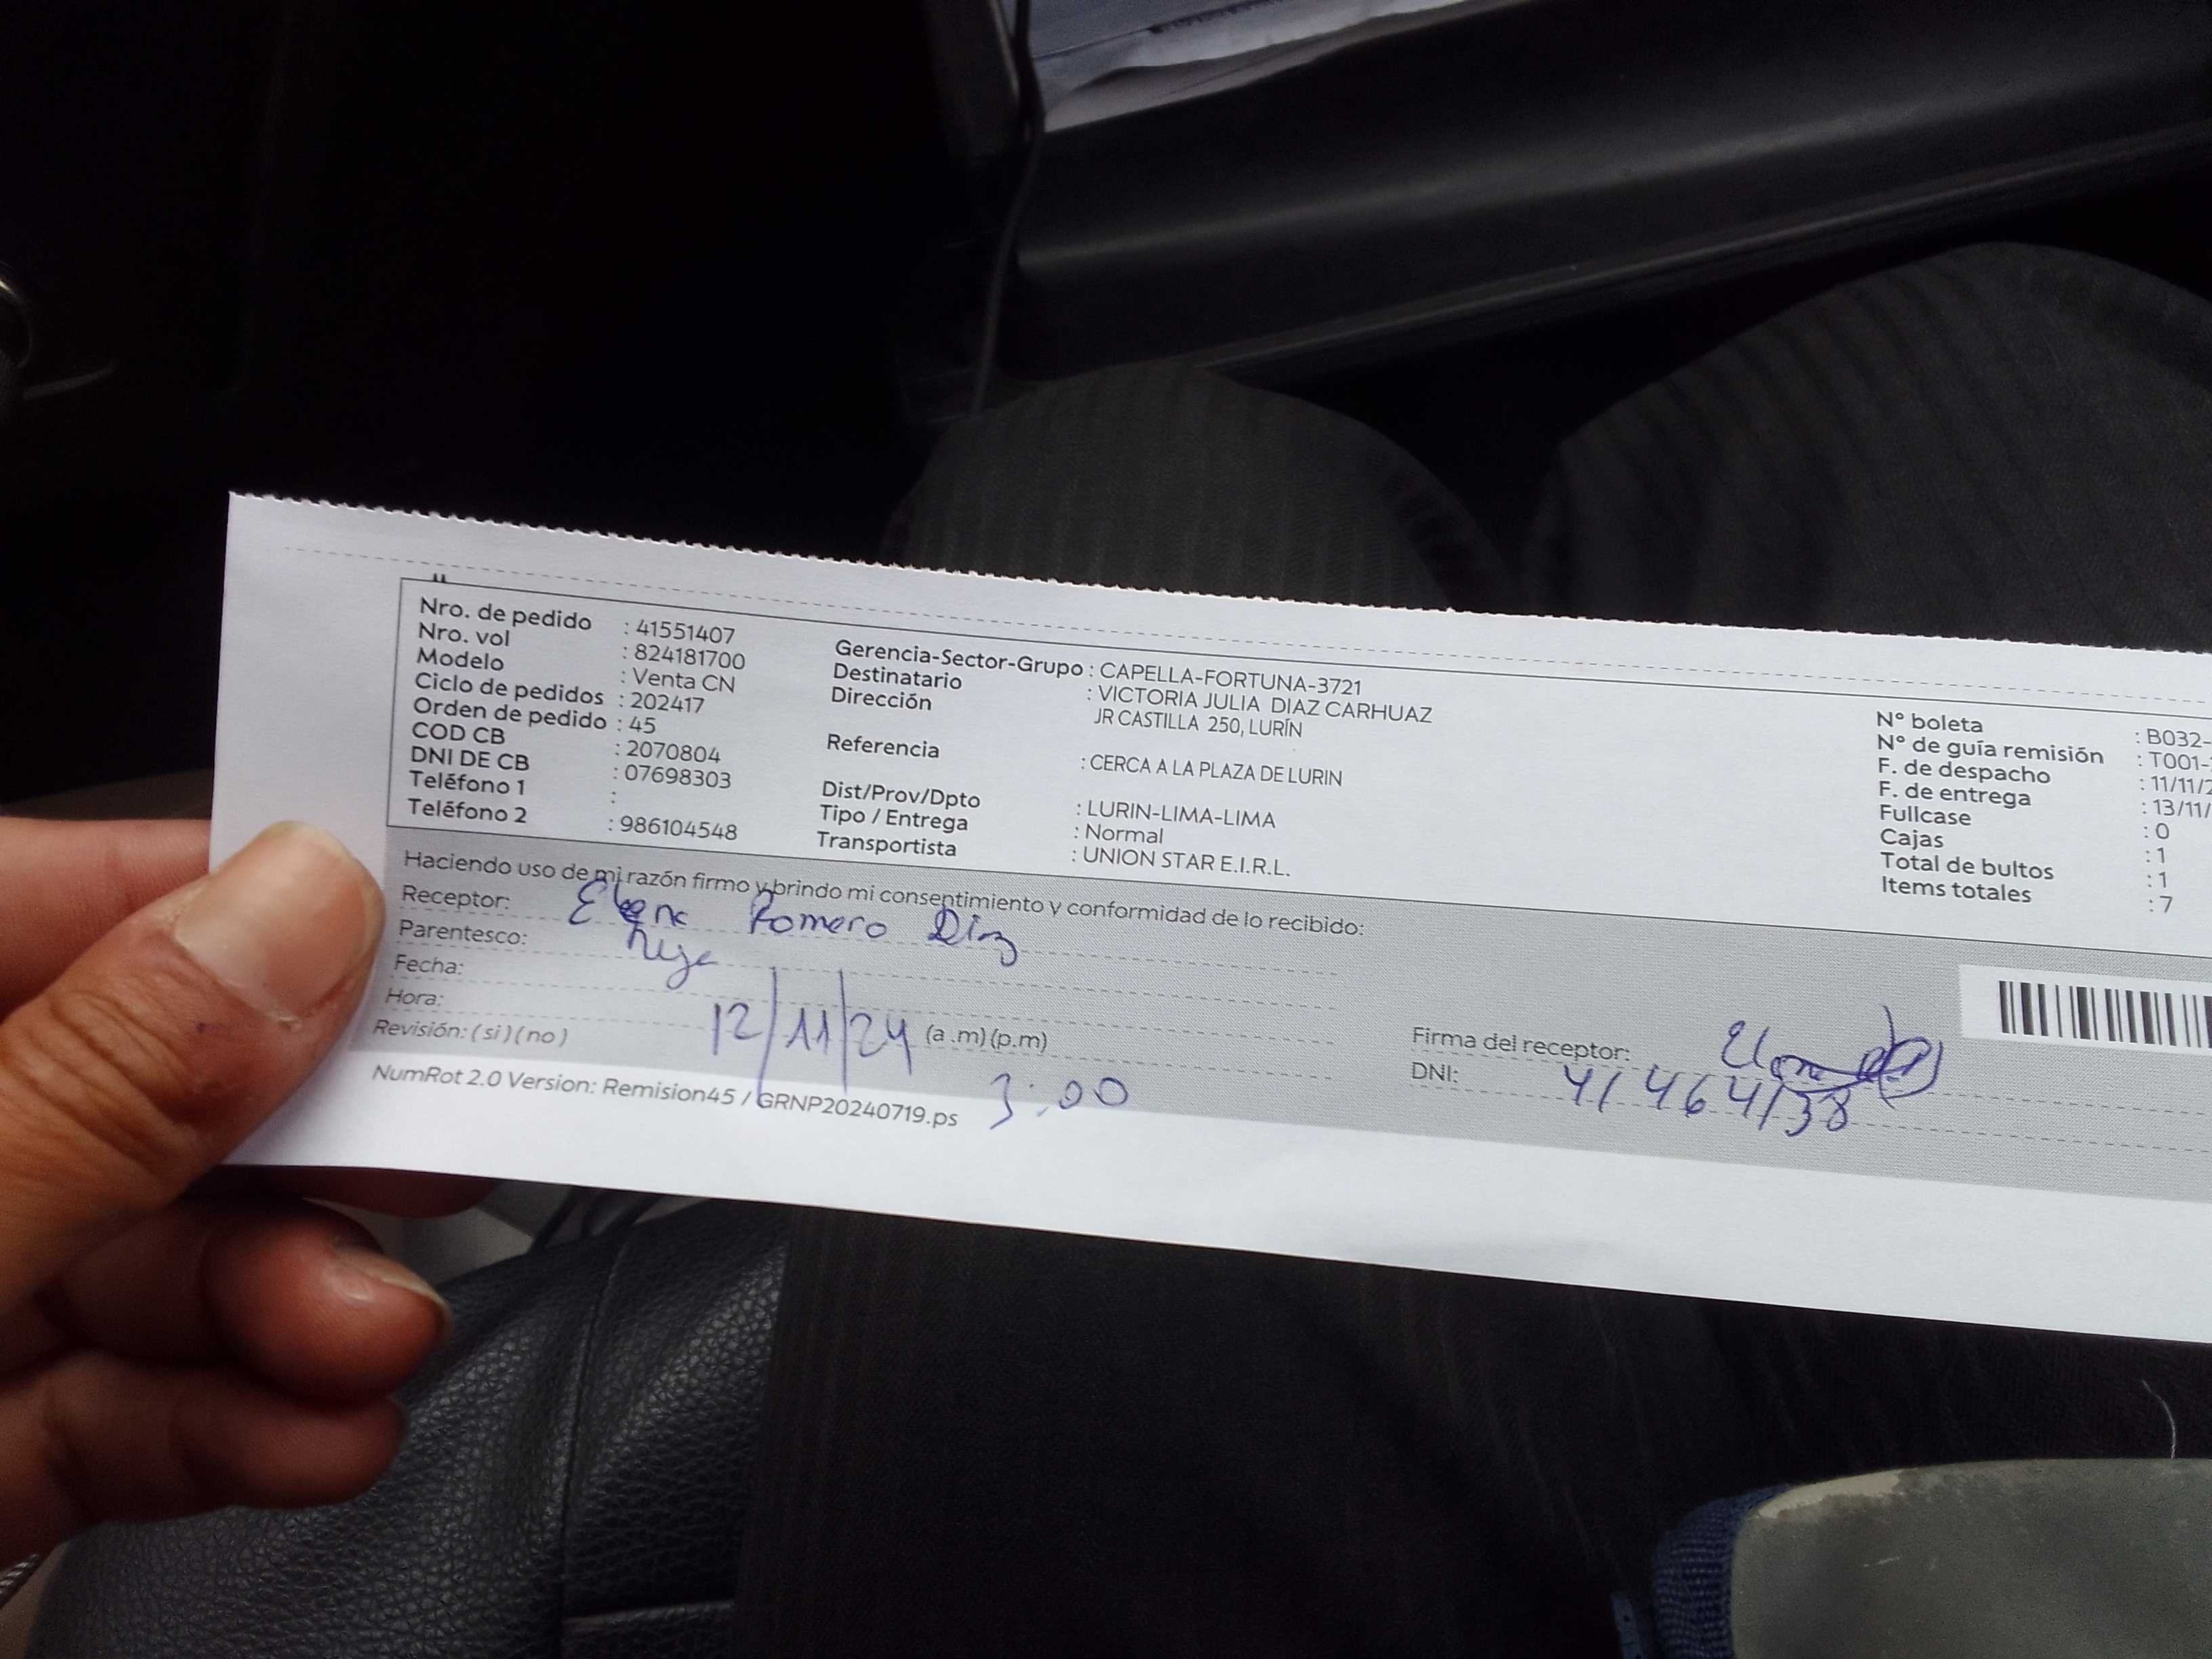 Nro. de pedido : 41551407
Nro. vol : 824181700
Modelo : Venta CN
Ciclo de pedidos : 202417
Orden de pedido : 45
COD CB : 2070804
DNI DE CB : 07698303
Teléfono 1 :
Teléfono 2 : 986104548
Gerencia-Sector-Grupo : CAPELLA-FORTUNA-3721
Destinatario : VICTORIA JULIA DIAZ CARHUAZ
Dirección JR CASTILLA 250, LURÍN
Referencia : CERCA A LA PLAZA DE LURIN
Dist/Prov/Dpto : LURIN-LIMA-LIMA
Tipo / Entrega : Normal
Transportista : UNION STAR E.I.R.L.
N° boleta : B032-
N° de guía remisión : T001-
F. de despacho : 11/11/2
F. de entrega : 13/11/
Fullcase : 0
Cajas : 1
Total de bultos : 1
Items totales : 7
Haciendo uso de mi razón firmo y brindo mi consentimiento y conformidad de lo recibido:
Receptor: Elena Romero Diaz
Parentesco: hija
Fecha: 12/11/24
Hora: 3:00 (a.m)(p.m)
Revisión: (si)(no)
Firma del receptor:
DNI: 41464138
NumRot 2.0 Version: Remision45 / GRNP20240719.ps